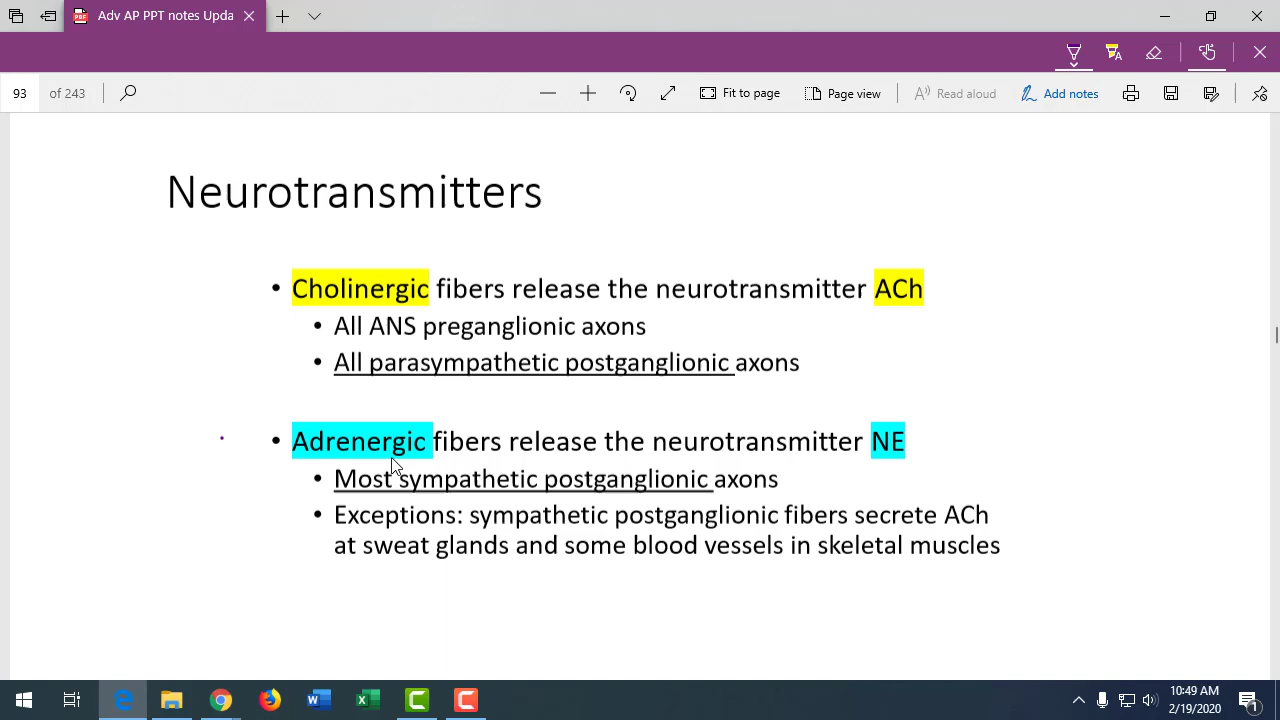 Adv AP PPT notes Upda
93 of 243
Fit to page
Page view
Read aloud
Add notes
Neurotransmitters
• Cholinergic fibers release the neurotransmitter ACh
• All ANS preganglionic axons
• All parasympathetic postganglionic axons
• Adrenergic fibers release the neurotransmitter NE
• Most sympathetic postganglionic axons
• Exceptions: sympathetic postganglionic fibers secrete ACh
at sweat glands and some blood vessels in skeletal muscles
10:49 AM
2/19/2020